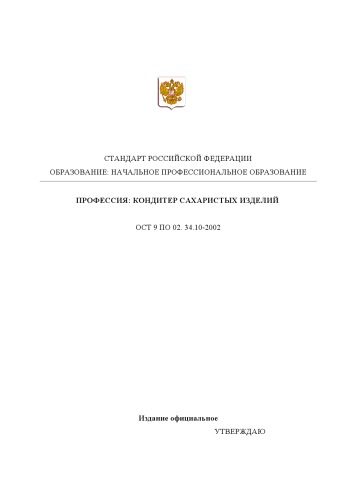 СТАНДАРТ РОССИЙСКОЙ ФЕДЕРАЦИИ
ОБРАЗОВАНИЕ: НАЧАЛЬНОЕ ПРОФЕССИОНАЛЬНОЕ ОБРАЗОВАНИЕ
ПРОФЕССИЯ: КОНДИТЕР САХАРИСТЫХ ИЗДЕЛИЙ
ОСТ 9 ПО 02. 34.10-2002
Издание официальное
УТВЕРЖДАЮ